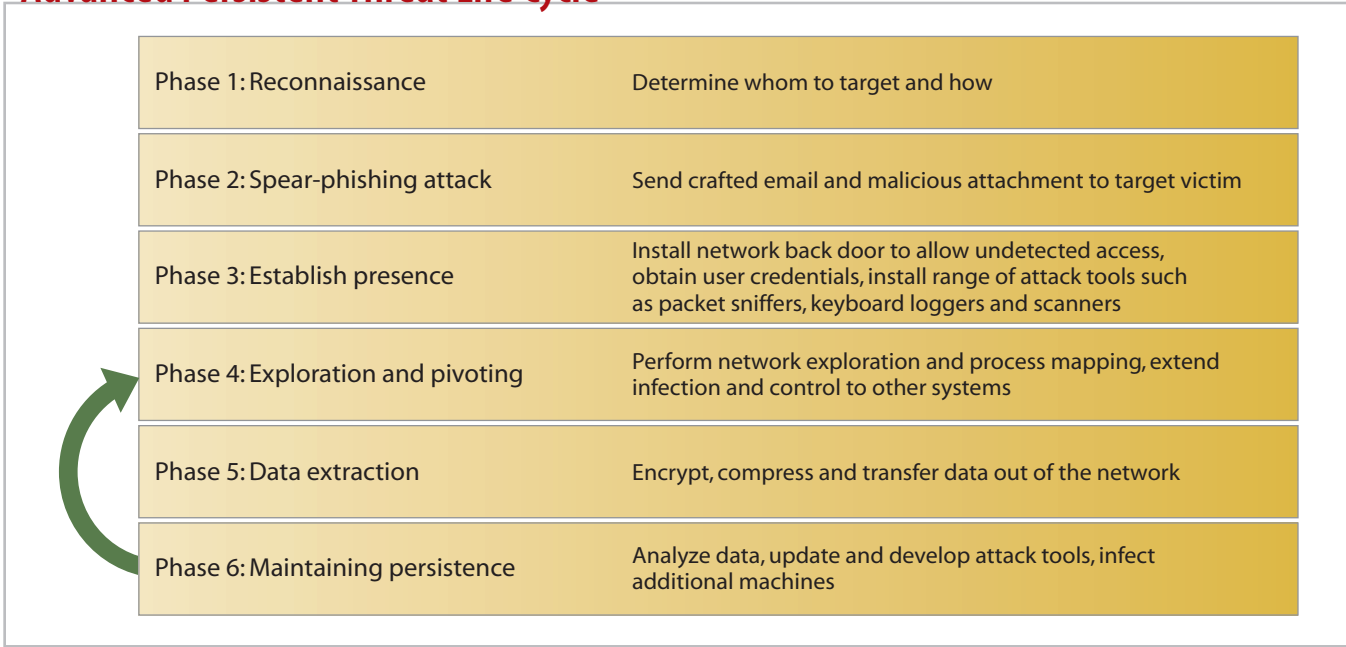 Advanced Persistent Threat Life Cycle
Phase 1: Reconnaissance
Determine whom to target and how
Phase 2: Spear-phishing attack
Send crafted email and malicious attachment to target victim
Phase 3: Establish presence
Install network back door to allow undetected access,
obtain user credentials, install range of attack tools such
as packet sniffers, keyboard loggers and scanners
Phase 4: Exploration and pivoting
Perform network exploration and process mapping, extend
infection and control to other systems
Phase 5: Data extraction
Encrypt, compress and transfer data out of the network
Phase 6: Maintaining persistence
Analyze data, update and develop attack tools, infect
additional machines